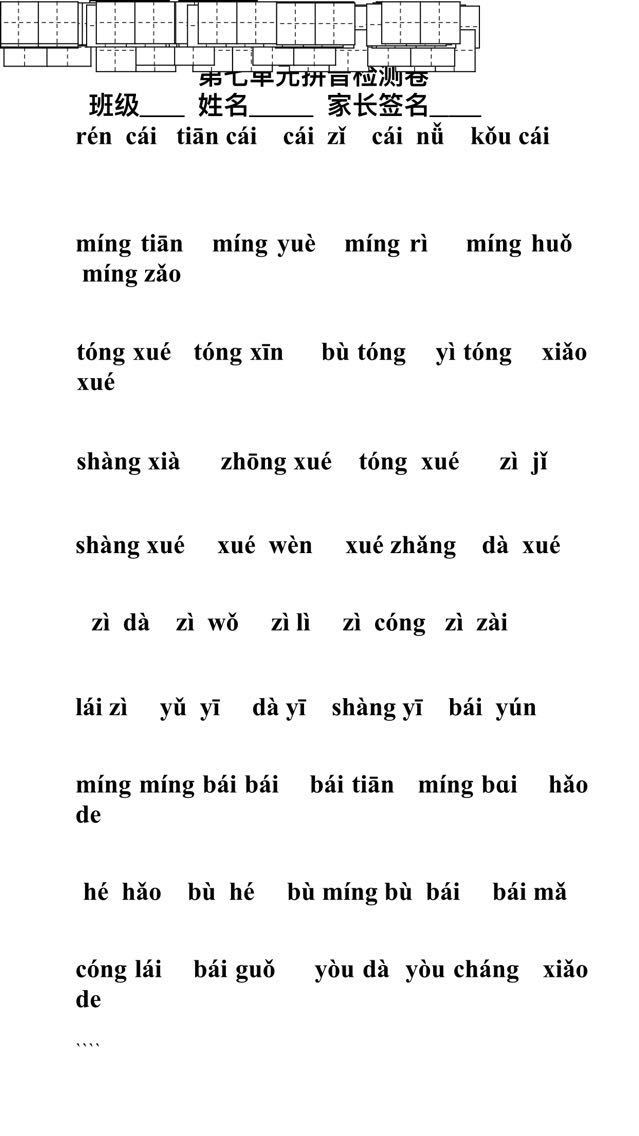 第七单元拼音检测卷
班级____ 姓名_____ 家长签名____
rén cái tiān cái cái zǐ cái nǚ kǒu cái
míng tiān míng yuè míng rì míng huǒ
míng zǎo
tóng xué tóng xīn bù tóng yì tóng xiǎo
xué
shàng xià zhōng xué tóng xué zì jǐ
shàng xué xué wèn xué zhǎng dà xué
zì dà zì wǒ zì lì zì cóng zì zài
lái zì yǔ yī dà yī shàng yī bái yún
míng míng bái bái bái tiān míng bɑi hǎo
de
hé hǎo bù hé bù míng bù bái bái mǎ
cóng lái bái guǒ yòu dà yòu cháng xiǎo
de
````